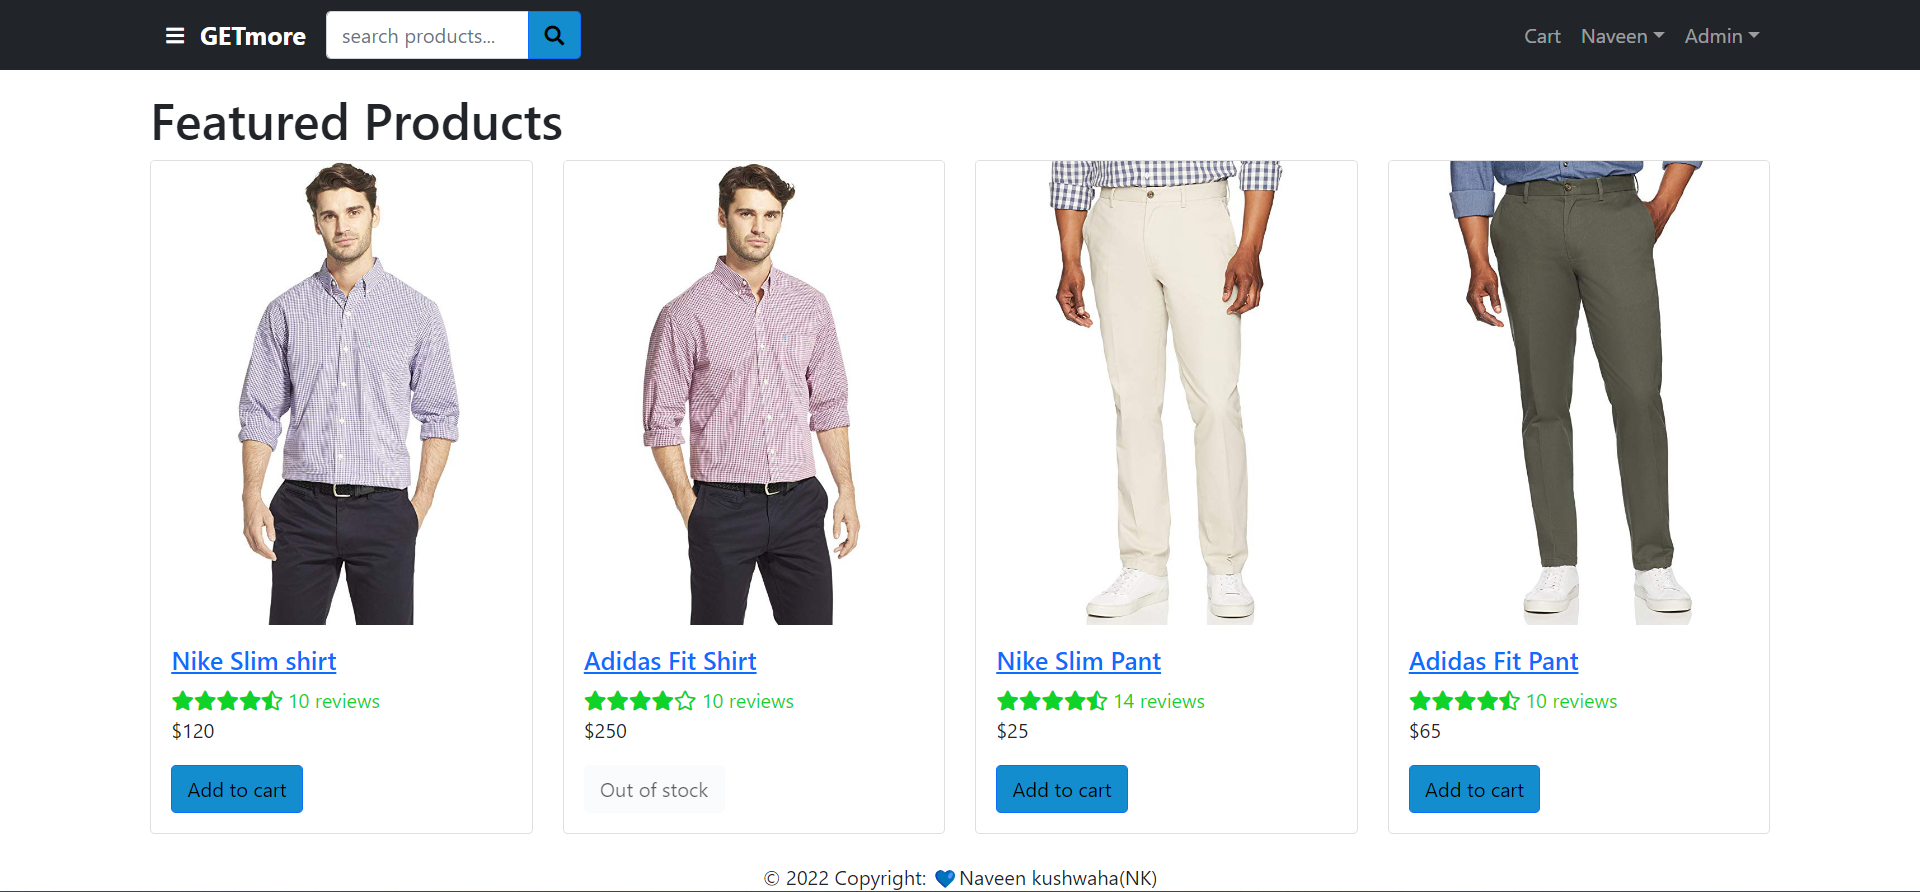 GETmore
search products...
Cart
Naveen
Admin
Featured Products
Nike Slim shirt
10 reviews
$120
Add to cart
Adidas Fit Shirt
10 reviews
$250
Out of stock
Nike Slim Pant
14 reviews
$25
Add to cart
Adidas Fit Pant
10 reviews
$65
Add to cart
© 2022 Copyright: 💙Naveen kushwaha(NK)